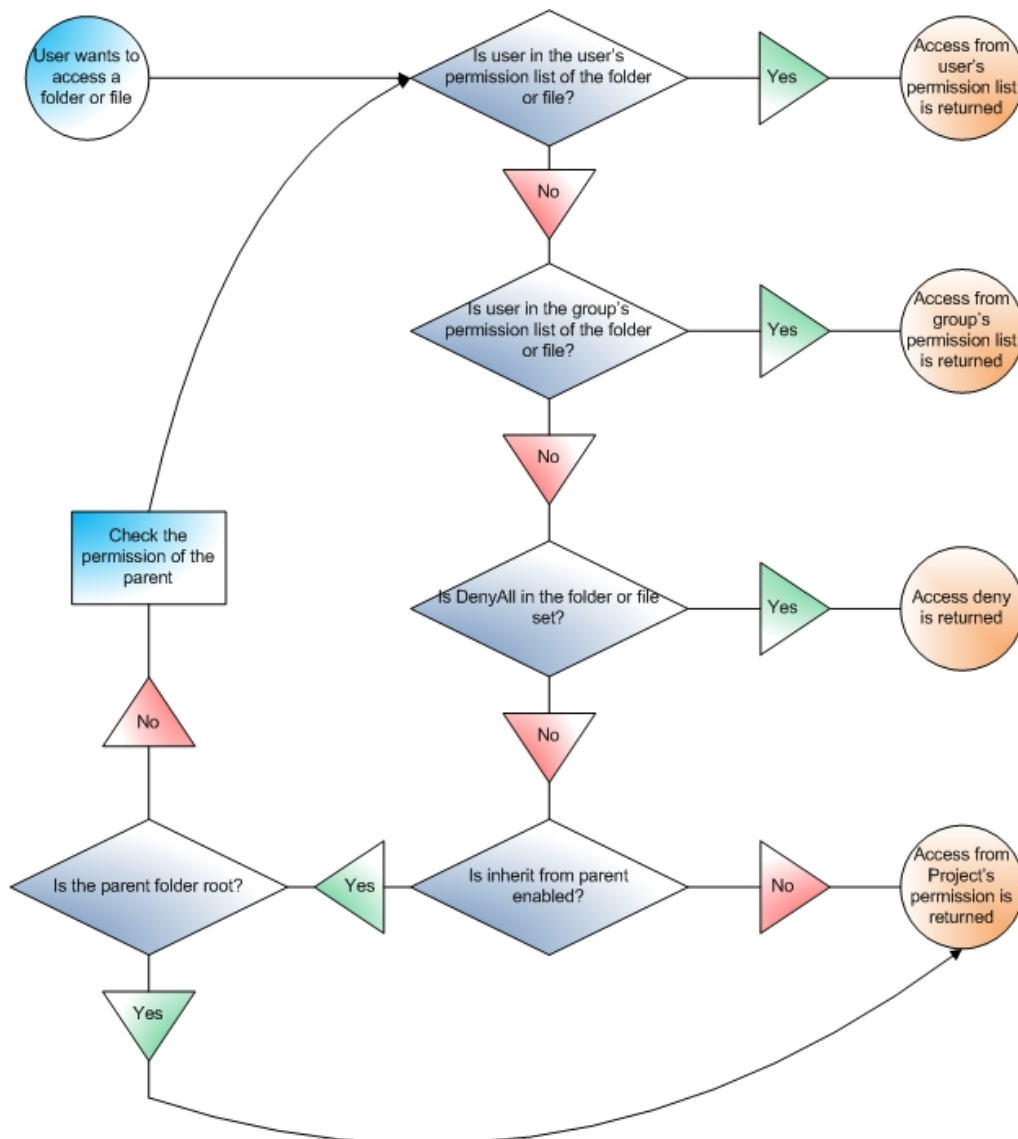 User wants to
access a
folder or file
Is user in the user's
permission list of the folder
or file?
Yes
Access from
user's
permission list
is returned
No
Is user in the group's
permission list of the folder
or file?
Yes
Access from
group's
permission list
is returned
No
Check the
permission of the
parent
Is DenyAll in the folder or file
set?
Yes
Access deny
is returned
No
No
Is the parent folder root?
Yes
Is inherit from parent
enabled?
No
Access from
Project's
permission is
returned
Yes